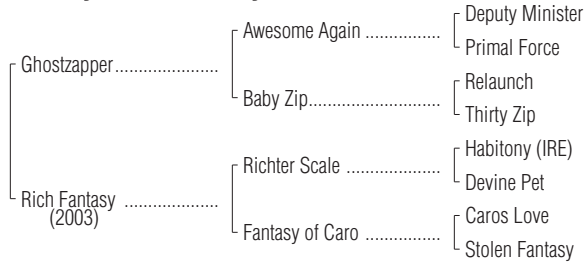 Deputy Minister
Awesome Again ................
Primal Force
Ghostzapper.....................
Relaunch
Baby Zip............................
Thirty Zip
Habitony (IRE)
Richter Scale ....................
Devine Pet
Rich Fantasy ....................
(2003)
Caros Love
Fantasy of Caro ................
Stolen Fantasy